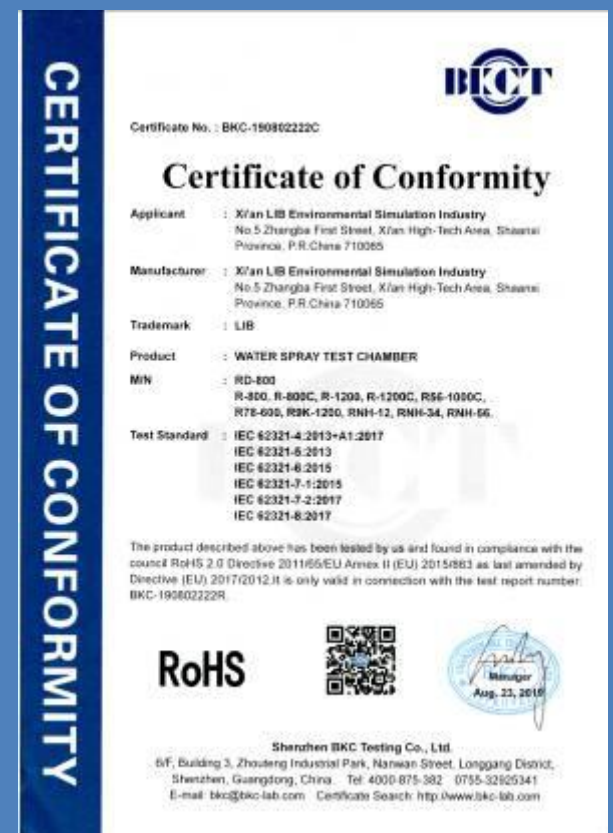 CERTIFICATE OF CONFORMITY
BKCT
Certificate No. : BKC-190802222C
Certificate of Conformity
Applicant : Xi'an LIB Environmental Simulation Industry
No.5 Zhangba First Street, Xi'an High-Tech Area, Shaanxi
Province, P.R.China 710065
Manufacturer : Xi'an LIB Environmental Simulation Industry
No.5 Zhangba First Street, Xi'an High-Tech Area, Shaanxi
Province, P.R.China 710065
Trademark : LIB
Product : WATER SPRAY TEST CHAMBER
M/N : RD-800
R-800, R-800C, R-1200, R-1200C, R56-1000C,
R78-600, R9K-1200, RNH-12, RNH-34, RNH-56.
Test Standard : IEC 62321-4:2013+A1:2017
IEC 62321-5:2013
IEC 62321-6:2015
IEC 62321-7-1:2015
IEC 62321-7-2:2017
IEC 62321-8:2017
The product described above has been tested by us and found in compliance with the
council RoHS 2.0 Directive 2011/65/EU Annex II (EU) 2015/863 as last amended by
Directive (EU) 2017/2012.It is only valid in connection with the test report number:
BKC-190802222R.
RoHS
Manager
Aug. 23, 2019
Shenzhen BKC Testing Co., Ltd.
6/F, Building 3, Zhouteng Industrial Park, Nanwan Street, Longgang District,
Shenzhen, Guangdong, China. Tel: 4000-875-382 0755-32925341
E-mail: bkc@bkc-lab.com Certificate Search: http://www.bkc-lab.com